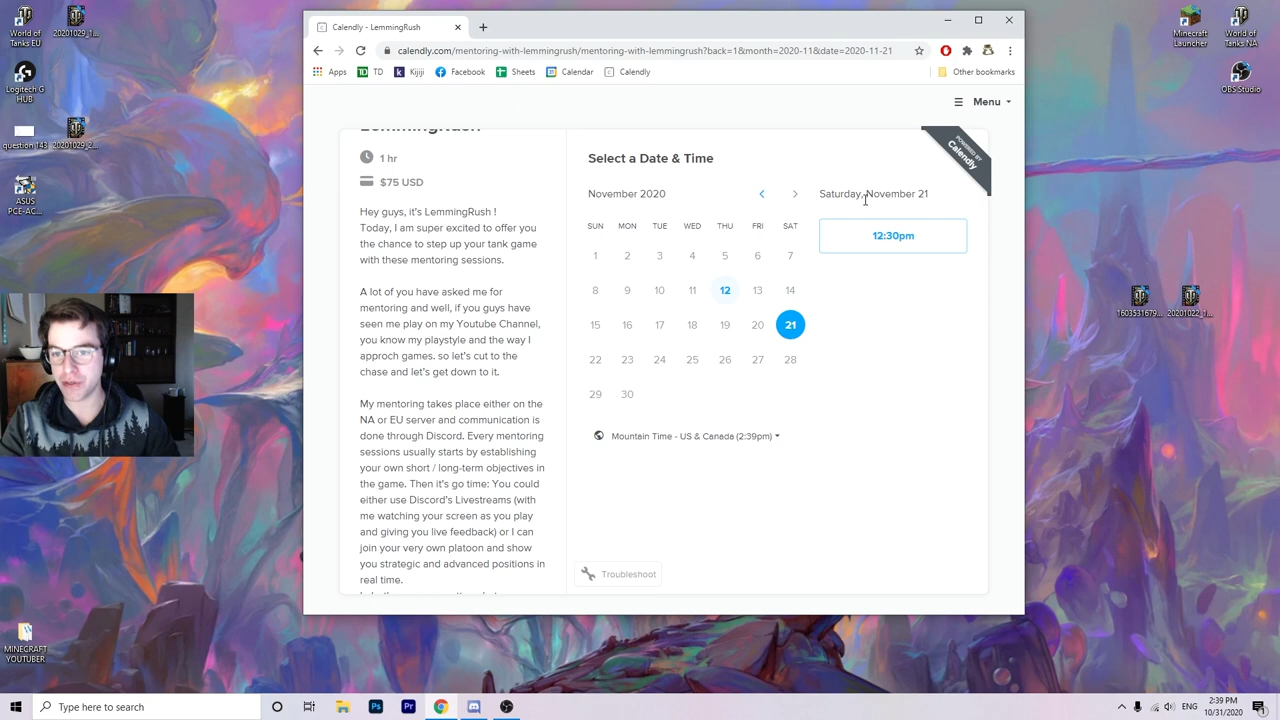 World of
Tanks EU
20201029_1...
Logitech G
HUB
question 143
20201029_2...
ASUS
PCE-AC...
MINECRAFT
YOUTUBER
Minecraft
Launcher
World of
Tanks NA
OBS Studio
1603531679...
20201022_1...
Calendly - LemmingRush
calendly.com/mentoring-with-lemmingrush/mentoring-with-lemmingrush?back=1&month=2020-11&date=2020-11-21
Apps
TD
Kijiji
Facebook
Sheets
Calendar
Calendly
Other bookmarks
Menu
LemmingRush
1 hr
$75 USD
Hey guys, it's LemmingRush !
Today, I am super excited to offer you
the chance to step up your tank game
with these mentoring sessions.
A lot of you have asked me for
mentoring and well, if you guys have
seen me play on my Youtube Channel,
you know my playstyle and the way I
approch games. so let's cut to the
chase and let's get down to it.
My mentoring takes place either on the
NA or EU server and communication is
done through Discord. Every mentoring
sessions usually starts by establishing
your own short / long-term objectives in
the game. Then it's go time: You could
either use Discord's Livestreams (with
me watching your screen as you play
and giving you live feedback) or I can
join your very own platoon and show
you strategic and advanced positions in
real time.
POWERED BY
Calendly
Select a Date & Time
November 2020
SUN MON TUE WED THU FRI SAT
1 2 3 4 5 6 7
8 9 10 11 12 13 14
15 16 17 18 19 20 21
22 23 24 25 26 27 28
29 30
Mountain Time - US & Canada (2:39pm)
Troubleshoot
Saturday, November 21
12:30pm
Type here to search
Ps
Pr
2:39 PM
10/31/2020
1